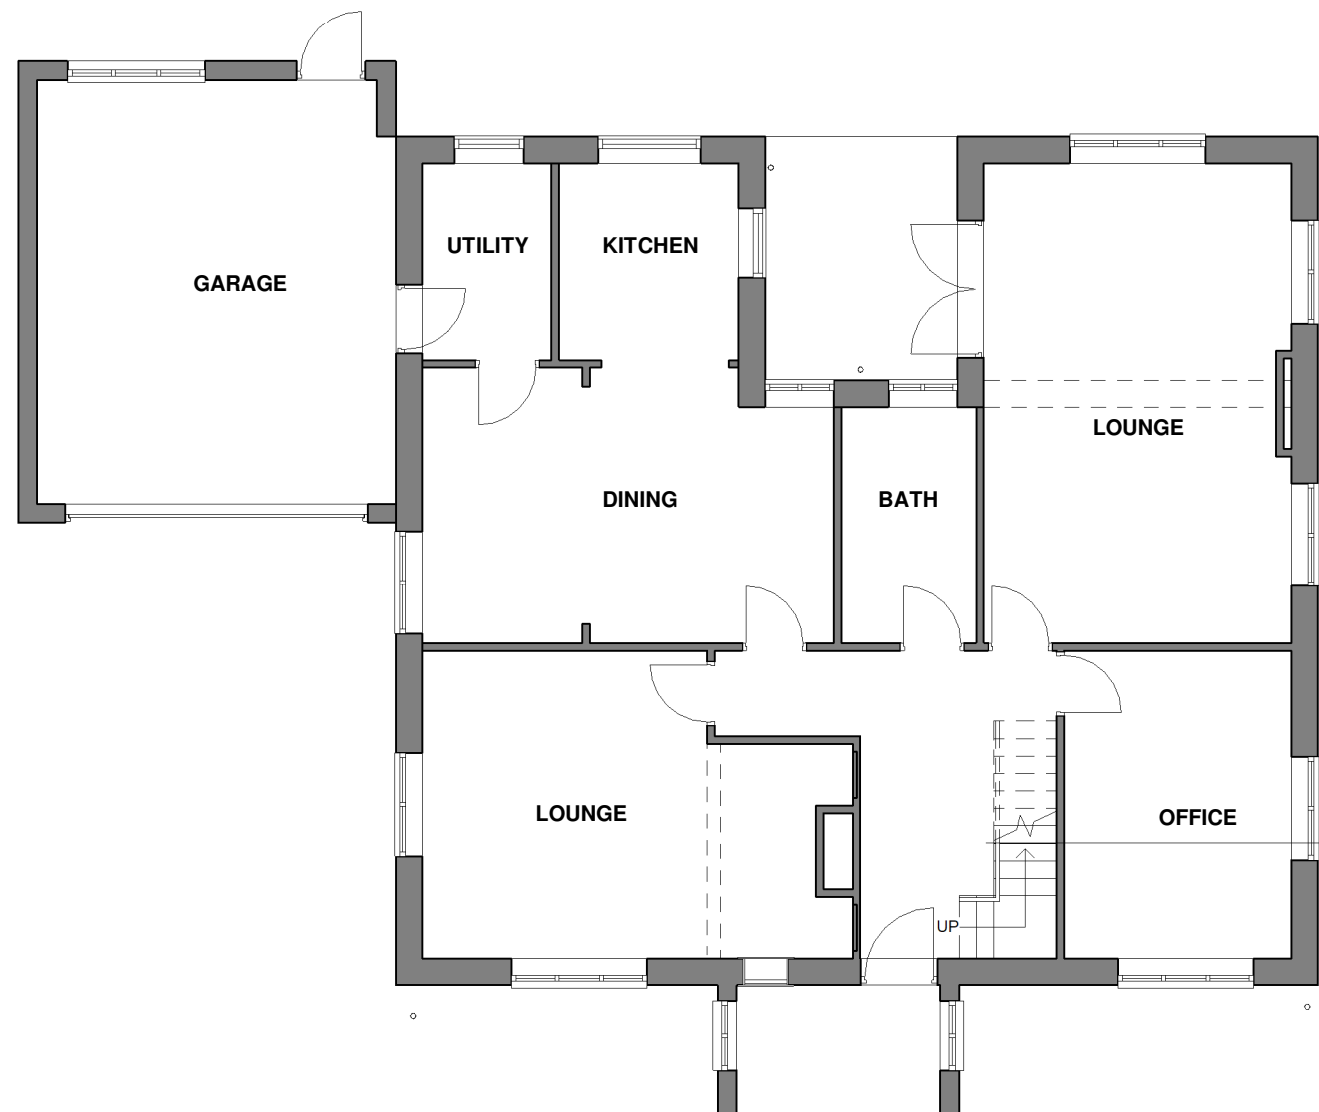 UTILITY
KITCHEN
GARAGE
LOUNGE
DINING
BATH
LOUNGE
OFFICE
UP